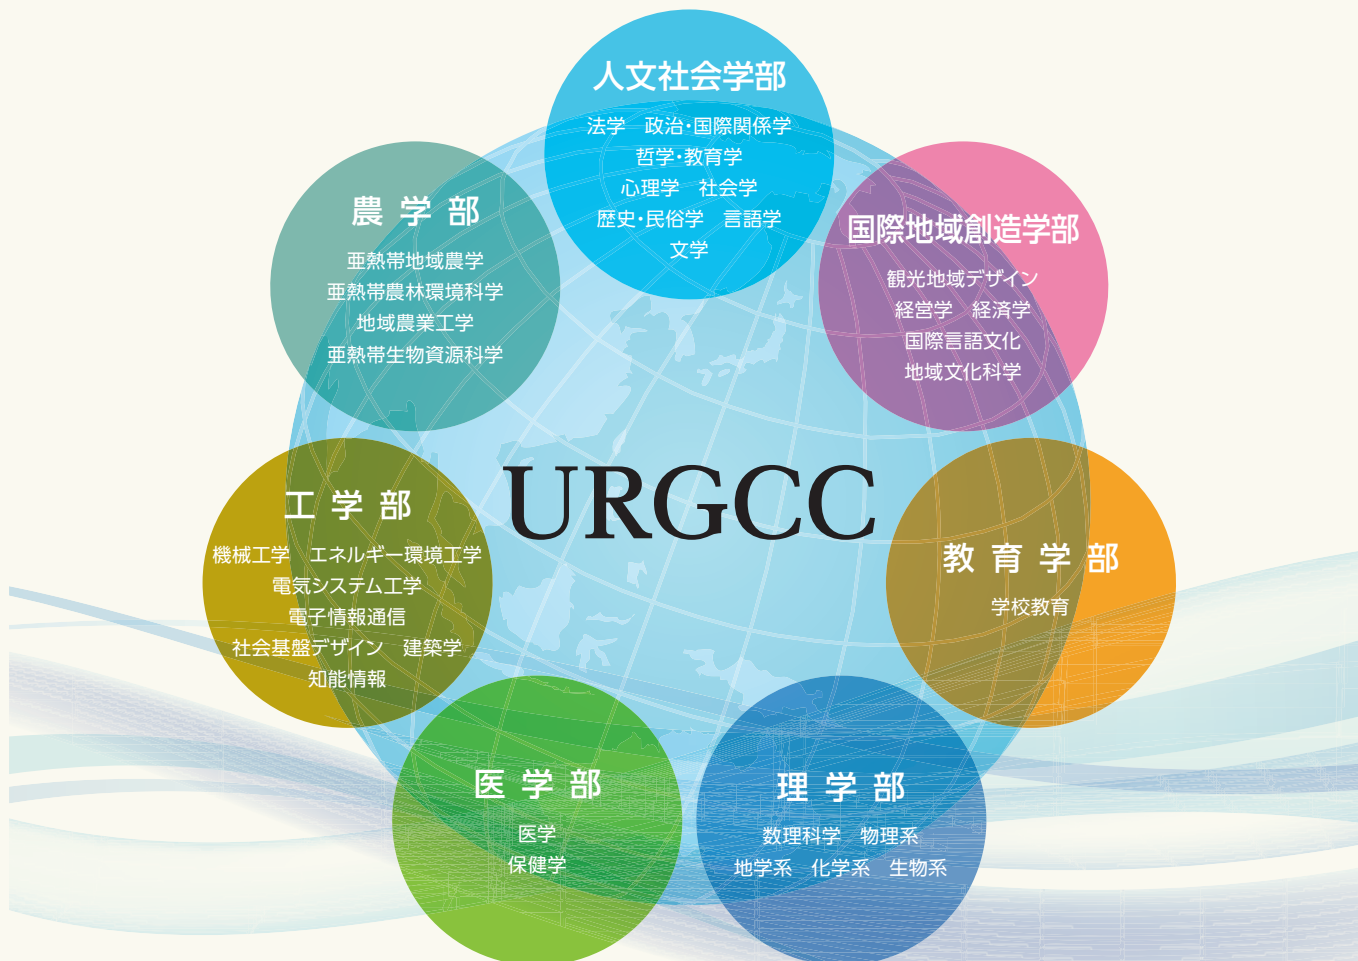 人文社会学部
法学　政治・国際関係学
哲学・教育学
心理学　社会学
歴史・民俗学　言語学
文学
国際地域創造学部
観光地域デザイン
経営学　経済学
国際言語文化
地域文化科学
教育学部
学校教育
理学部
数理科学　物理系
地学系　化学系　生物系
医学部
医学
保健学
工学部
機械工学　エネルギー環境工学
電気システム工学
電子情報通信
社会基盤デザイン　建築学
知能情報
農学部
亜熱帯地域農学
亜熱帯農林環境科学
地域農業工学
亜熱帯生物資源科学
URGCC